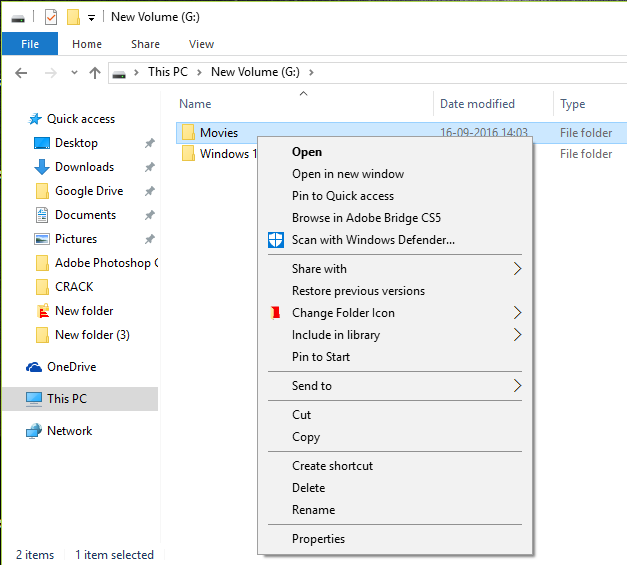 New Volume (G:)
File Home Share View
This PC New Volume (G:)
Name Date modified Type
Quick access
Desktop
Downloads
Google Drive
Documents
Pictures
Adobe Photoshop C
CRACK
New folder
New folder (3)
OneDrive
This PC
Network
Movies 16-09-2016 14:03 File folder
Windows 1 File folder
Open
Open in new window
Pin to Quick access
Browse in Adobe Bridge CS5
Scan with Windows Defender...
Share with
Restore previous versions
Change Folder Icon
Include in library
Pin to Start
Send to
Cut
Copy
Create shortcut
Delete
Rename
Properties
2 items 1 item selected